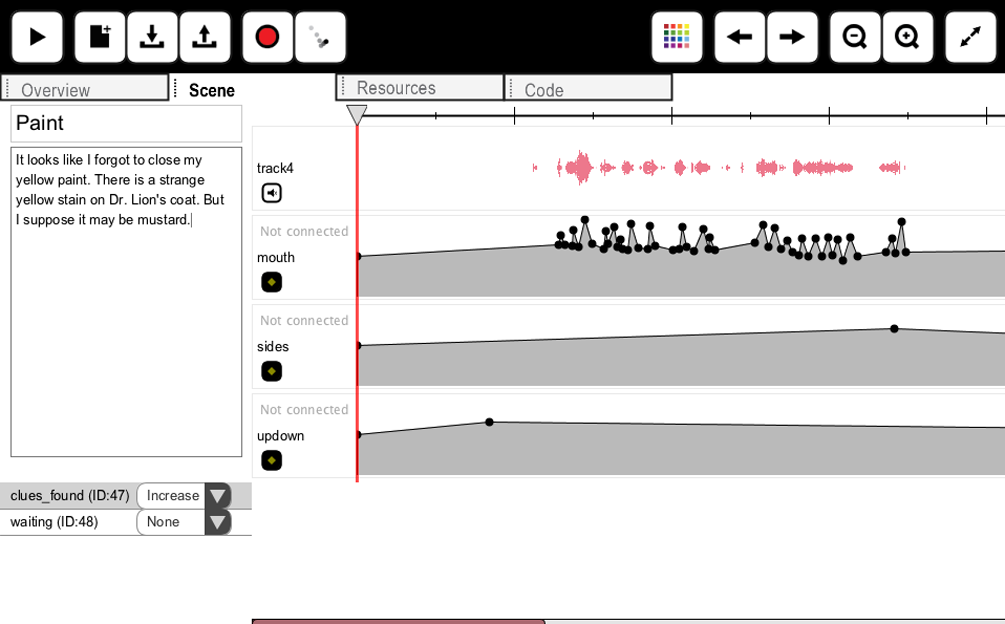 Overview
Scene
Resources
Code
Paint
It looks like I forgot to close my
yellow paint. There is a strange
yellow stain on Dr. Lion's coat. But
I suppose it may be mustard.
track4
Not connected
mouth
Not connected
sides
Not connected
updown
clues_found (ID:47) Increase
waiting (ID:48) None